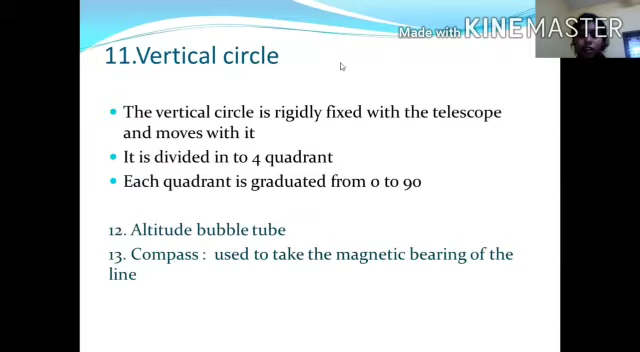 Made with KINEMASTER
11.Vertical circle
The vertical circle is rigidly fixed with the telescope
and moves with it
It is divided in to 4 quadrant
Each quadrant is graduated from 0 to 90
12. Altitude bubble tube
13. Compass : used to take the magnetic bearing of the
line